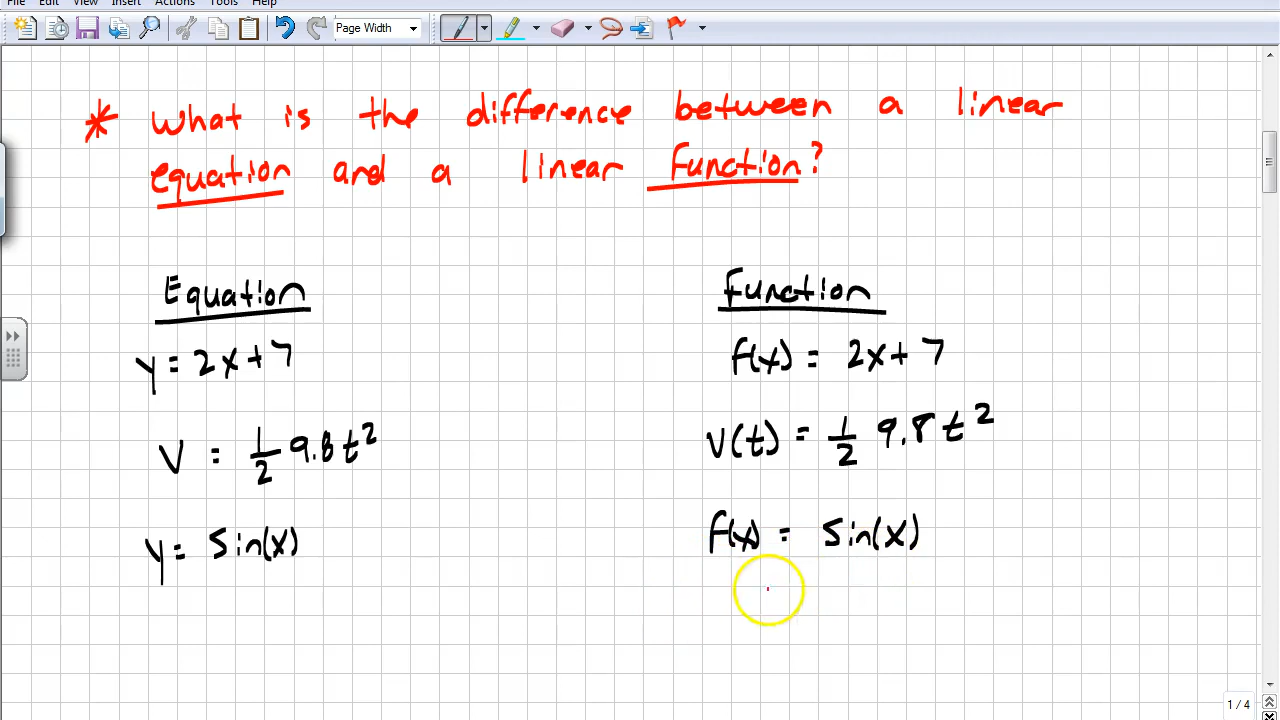 File Edit View Insert Actions Tools Help
Page Width
* What is the difference between a linear
equation and a linear function?
Equation Function
y = 2x + 7 f(x) = 2x + 7
V = 1/2 9.8t² V(t) = 1/2 9.8t²
y = sin(x) f(x) = sin(x)
1 / 4